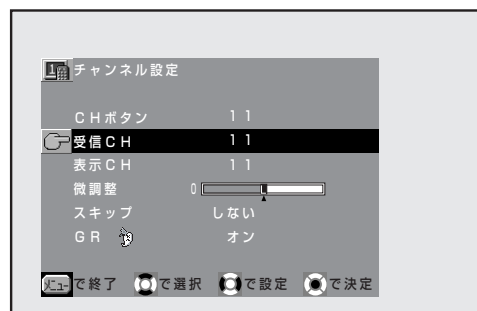 チャンネル設定
CHボタン 11
受信CH 11
表示CH 11
微調整 0
スキップ しない
GR オン
メニューで終了 で選択 で設定 で決定